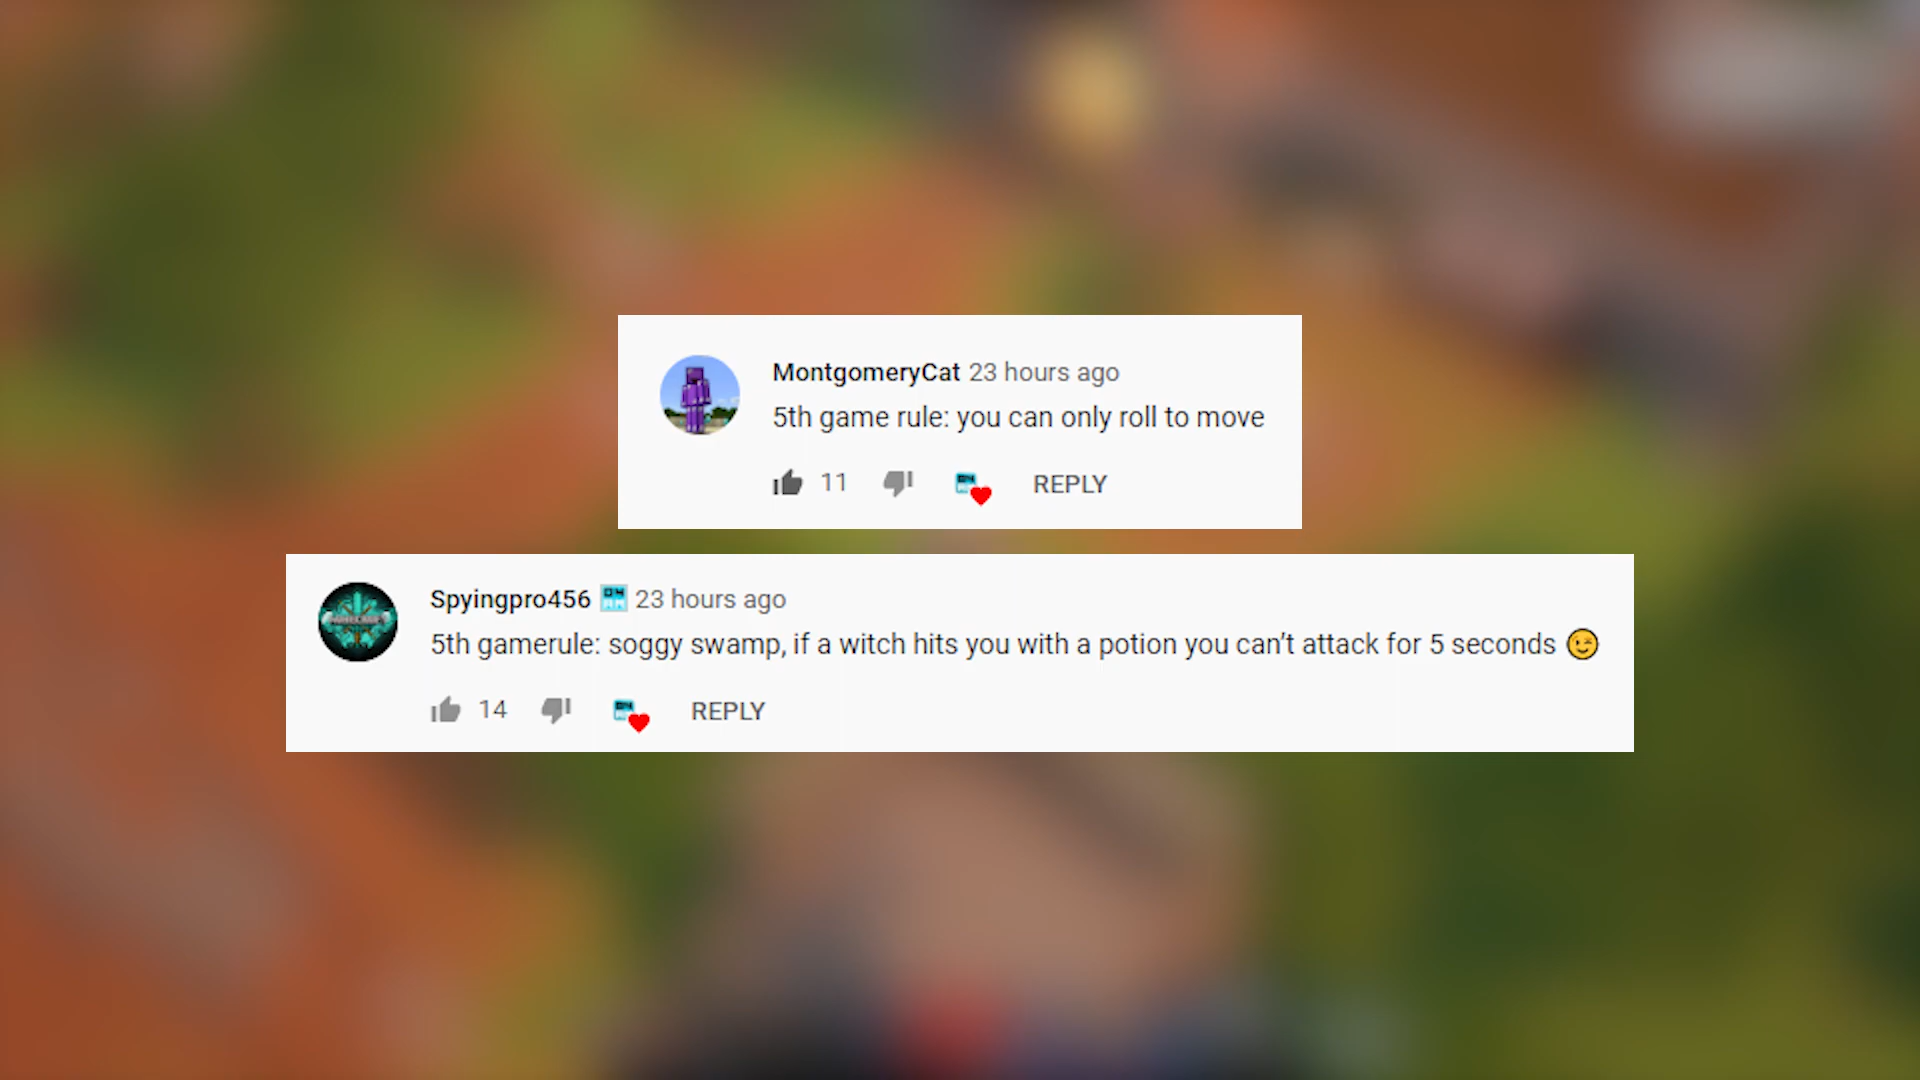 MontgomeryCat 23 hours ago
5th game rule: you can only roll to move
11 REPLY
Spyingpro456 23 hours ago
5th gamerule: soggy swamp, if a witch hits you with a potion you can’t attack for 5 seconds 😉
14 REPLY